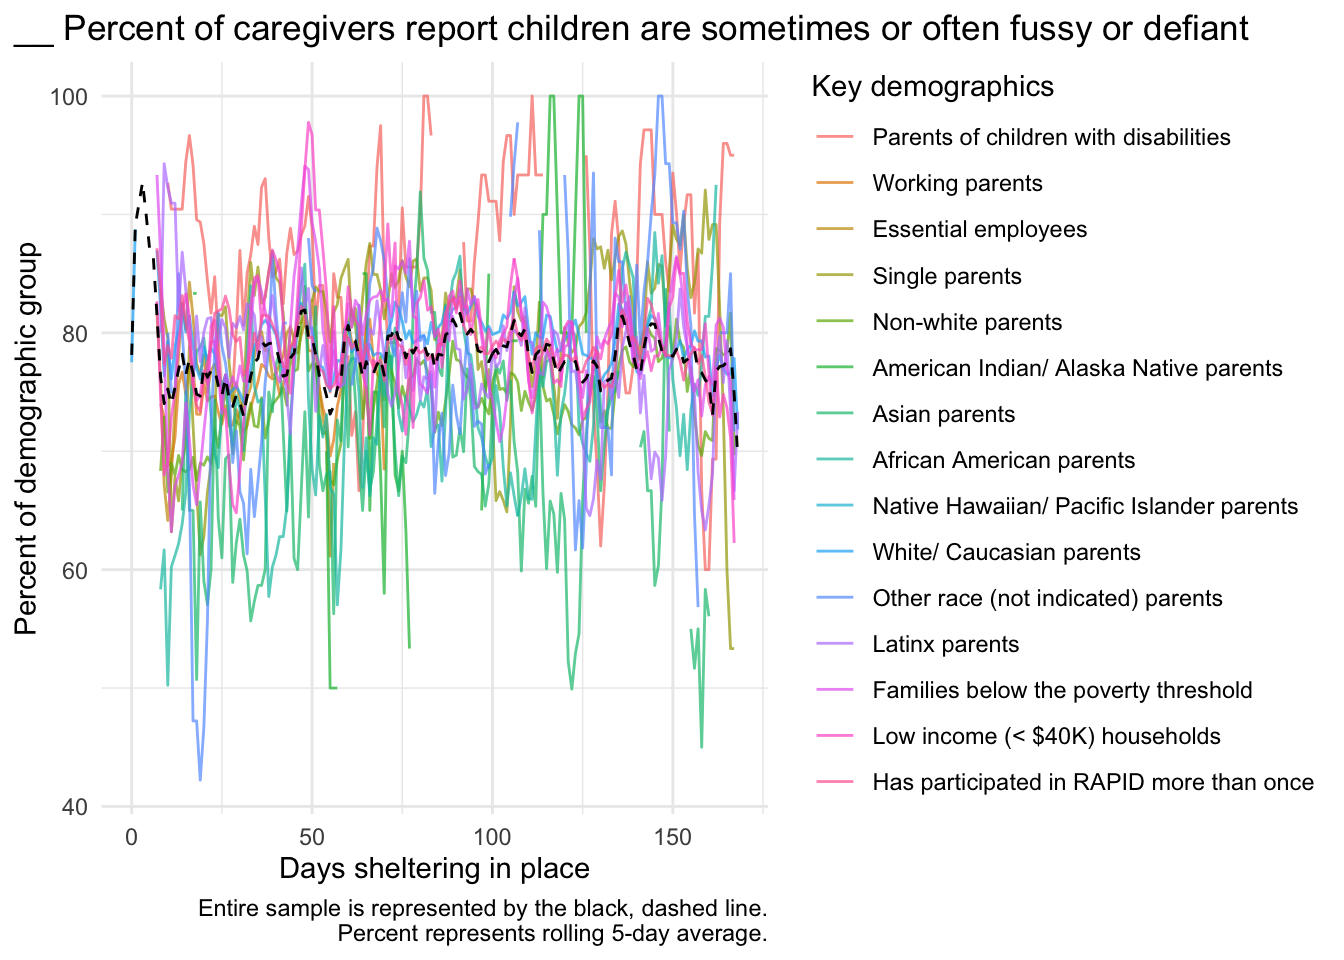 __ Percent of caregivers report children are sometimes or often fussy or defiant
Percent of demographic group
100
80
60
40
0
50
100
150
Days sheltering in place
Entire sample is represented by the black, dashed line.
Percent represents rolling 5-day average.
Key demographics
Parents of children with disabilities
Working parents
Essential employees
Single parents
Non-white parents
American Indian/ Alaska Native parents
Asian parents
African American parents
Native Hawaiian/ Pacific Islander parents
White/ Caucasian parents
Other race (not indicated) parents
Latinx parents
Families below the poverty threshold
Low income (< $40K) households
Has participated in RAPID more than once